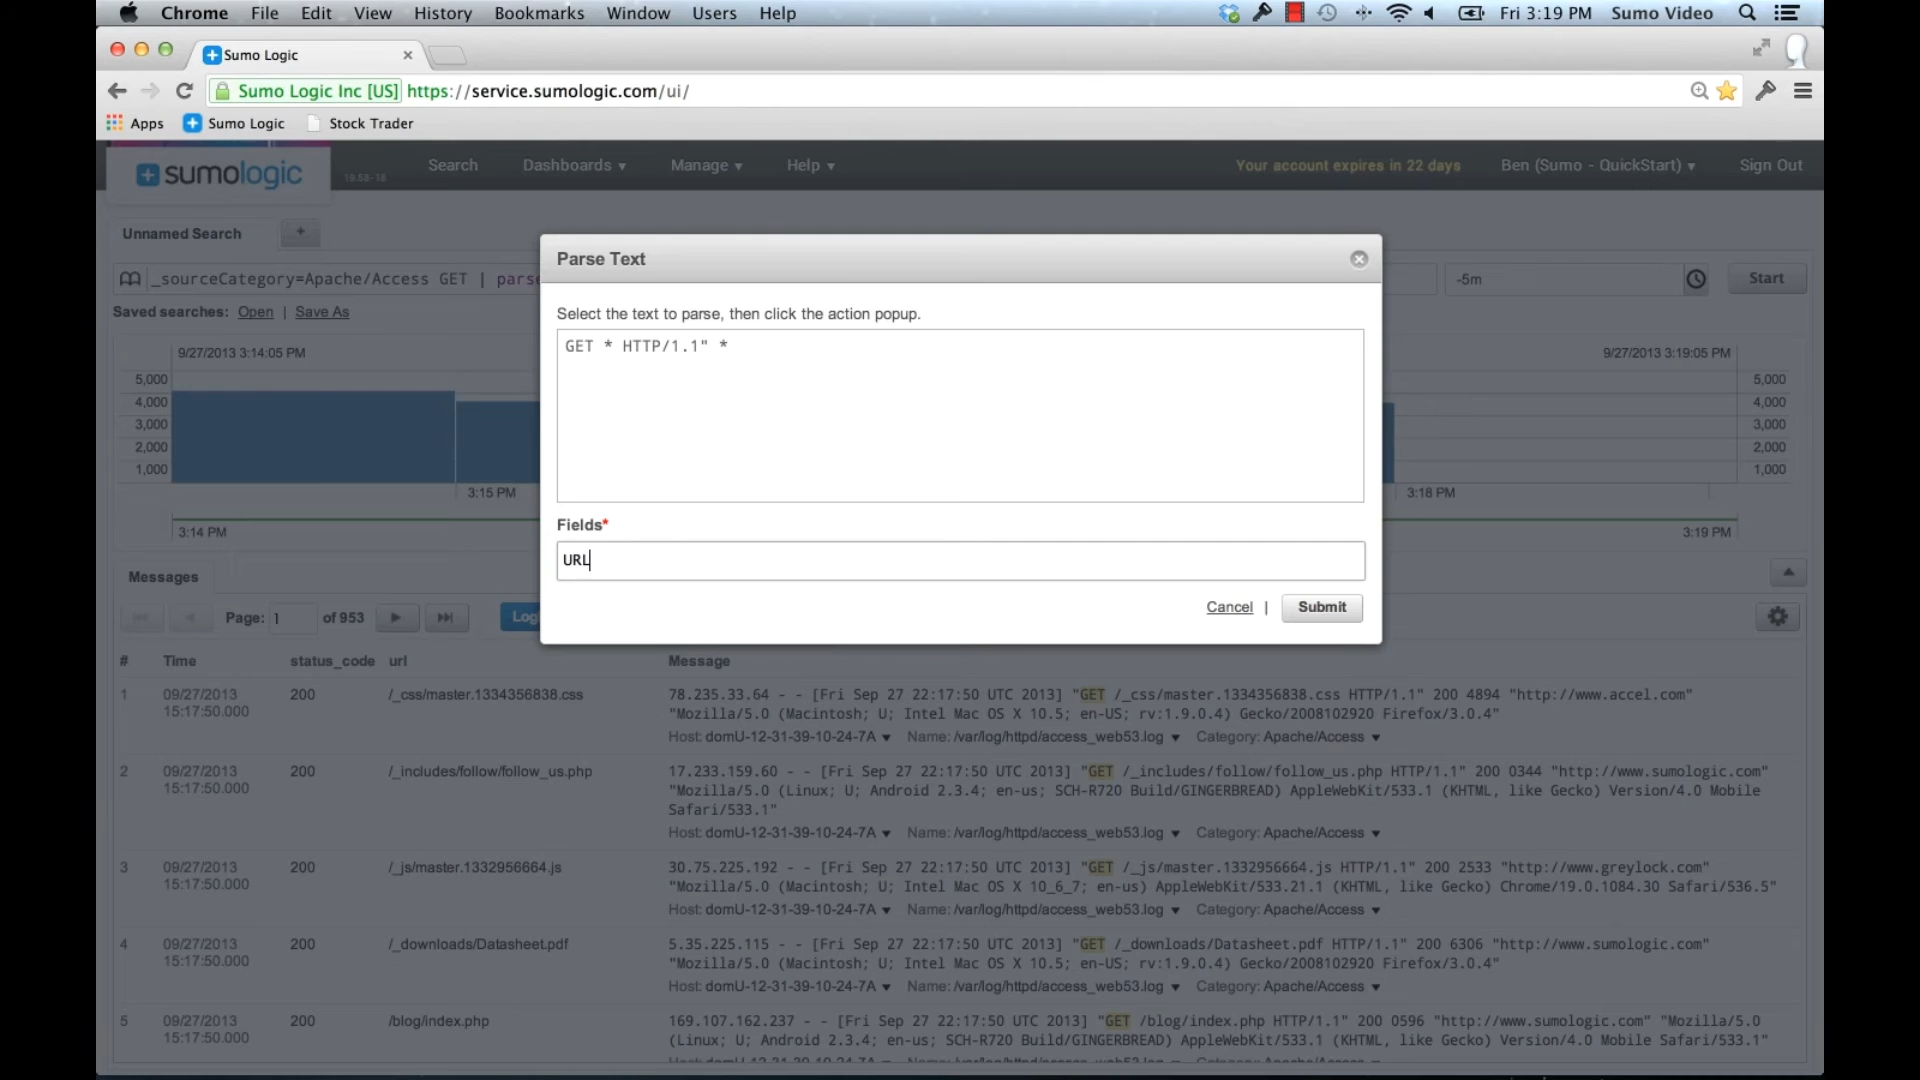 Chrome File Edit View History Bookmarks Window Users Help Fri 3:19 PM Sumo Video
Sumo Logic
Sumo Logic Inc [US] https://service.sumologic.com/ui/
Apps Sumo Logic Stock Trader
sumologic 19.58-18 Search Dashboards Manage Help Your account expires in 22 days Ben (Sumo - QuickStart) Sign Out
Unnamed Search +
_sourceCategory=Apache/Access GET | parse -5m Start
Saved searches: Open | Save As
Parse Text
Select the text to parse, then click the action popup.
GET * HTTP/1.1" *
Fields*
URL
Cancel | Submit
9/27/2013 3:14:05 PM 9/27/2013 3:19:05 PM
5,000 5,000
4,000 4,000
3,000 3,000
2,000 2,000
1,000 1,000
3:15 PM 3:18 PM
3:14 PM 3:19 PM
Messages
Page: 1 of 953
# Time status_code url Message
1 09/27/2013 200 /_css/master.1334356838.css 78.235.33.64 - - [Fri Sep 27 22:17:50 UTC 2013] "GET /_css/master.1334356838.css HTTP/1.1" 200 4894 "http://www.accel.com"
15:17:50.000 "Mozilla/5.0 (Macintosh; U; Intel Mac OS X 10.5; en-US; rv:1.9.0.4) Gecko/2008102920 Firefox/3.0.4"
Host: domU-12-31-39-10-24-7A Name: /var/log/httpd/access_web53.log Category: Apache/Access
2 09/27/2013 200 /_includes/follow/follow_us.php 17.233.159.60 - - [Fri Sep 27 22:17:50 UTC 2013] "GET /_includes/follow/follow_us.php HTTP/1.1" 200 0344 "http://www.sumologic.com"
15:17:50.000 "Mozilla/5.0 (Linux; U; Android 2.3.4; en-us; SCH-R720 Build/GINGERBREAD) AppleWebKit/533.1 (KHTML, like Gecko) Version/4.0 Mobile
Safari/533.1"
Host: domU-12-31-39-10-24-7A Name: /var/log/httpd/access_web53.log Category: Apache/Access
3 09/27/2013 200 /_js/master.1332956664.js 30.75.225.192 - - [Fri Sep 27 22:17:50 UTC 2013] "GET /_js/master.1332956664.js HTTP/1.1" 200 2533 "http://www.greylock.com"
15:17:50.000 "Mozilla/5.0 (Macintosh; U; Intel Mac OS X 10_6_7; en-us) AppleWebKit/533.21.1 (KHTML, like Gecko) Chrome/19.0.1084.30 Safari/536.5"
Host: domU-12-31-39-10-24-7A Name: /var/log/httpd/access_web53.log Category: Apache/Access
4 09/27/2013 200 /_downloads/Datasheet.pdf 5.35.225.115 - - [Fri Sep 27 22:17:50 UTC 2013] "GET /_downloads/Datasheet.pdf HTTP/1.1" 200 6306 "http://www.sumologic.com"
15:17:50.000 "Mozilla/5.0 (Macintosh; U; Intel Mac OS X 10.5; en-US; rv:1.9.0.4) Gecko/2008102920 Firefox/3.0.4"
Host: domU-12-31-39-10-24-7A Name: /var/log/httpd/access_web53.log Category: Apache/Access
5 09/27/2013 200 /blog/index.php 169.107.162.237 - - [Fri Sep 27 22:17:50 UTC 2013] "GET /blog/index.php HTTP/1.1" 200 0596 "http://www.sumologic.com" "Mozilla/5.0
15:17:50.000 (Linux; U; Android 2.3.4; en-us; SCH-R720 Build/GINGERBREAD) AppleWebKit/533.1 (KHTML, like Gecko) Version/4.0 Mobile Safari/533.1"